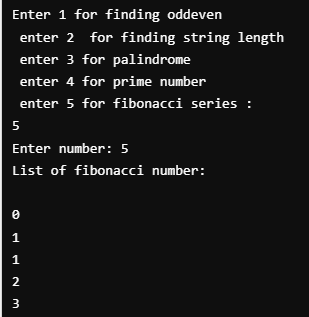 Enter 1 for finding oddeven
 enter 2  for finding string length
 enter 3 for palindrome
 enter 4 for prime number
 enter 5 for fibonacci series :
5
Enter number: 5
List of fibonacci number:

0
1
1
2
3